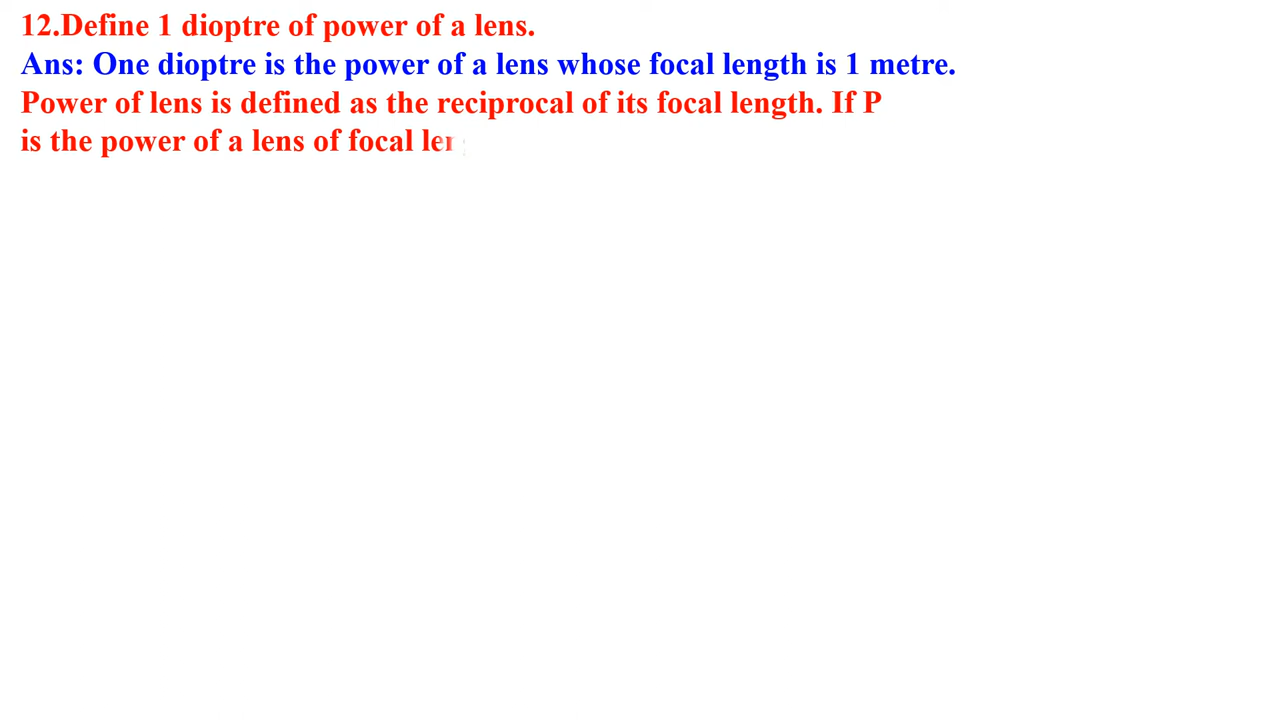 12.Define 1 dioptre of power of a lens.
Ans: One dioptre is the power of a lens whose focal length is 1 metre.
Power of lens is defined as the reciprocal of its focal length. If P
is the power of a lens of focal